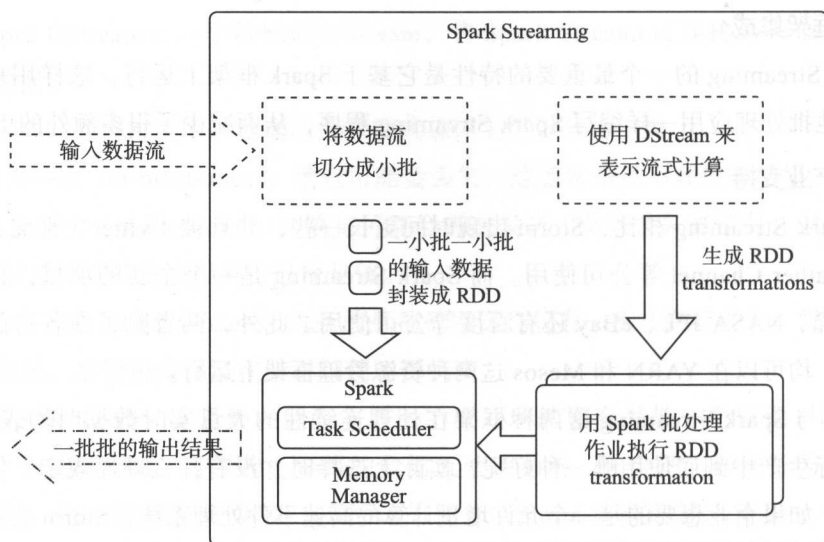 Spark Streaming
输入数据流
将数据流
切分成小批
使用 DStream 来
表示流式计算
一小批一小批
的输入数据
封装成 RDD
生成 RDD
transformations
Spark
Task Scheduler
Memory
Manager
一批批的输出结果
用 Spark 批处理
作业执行 RDD
transformation